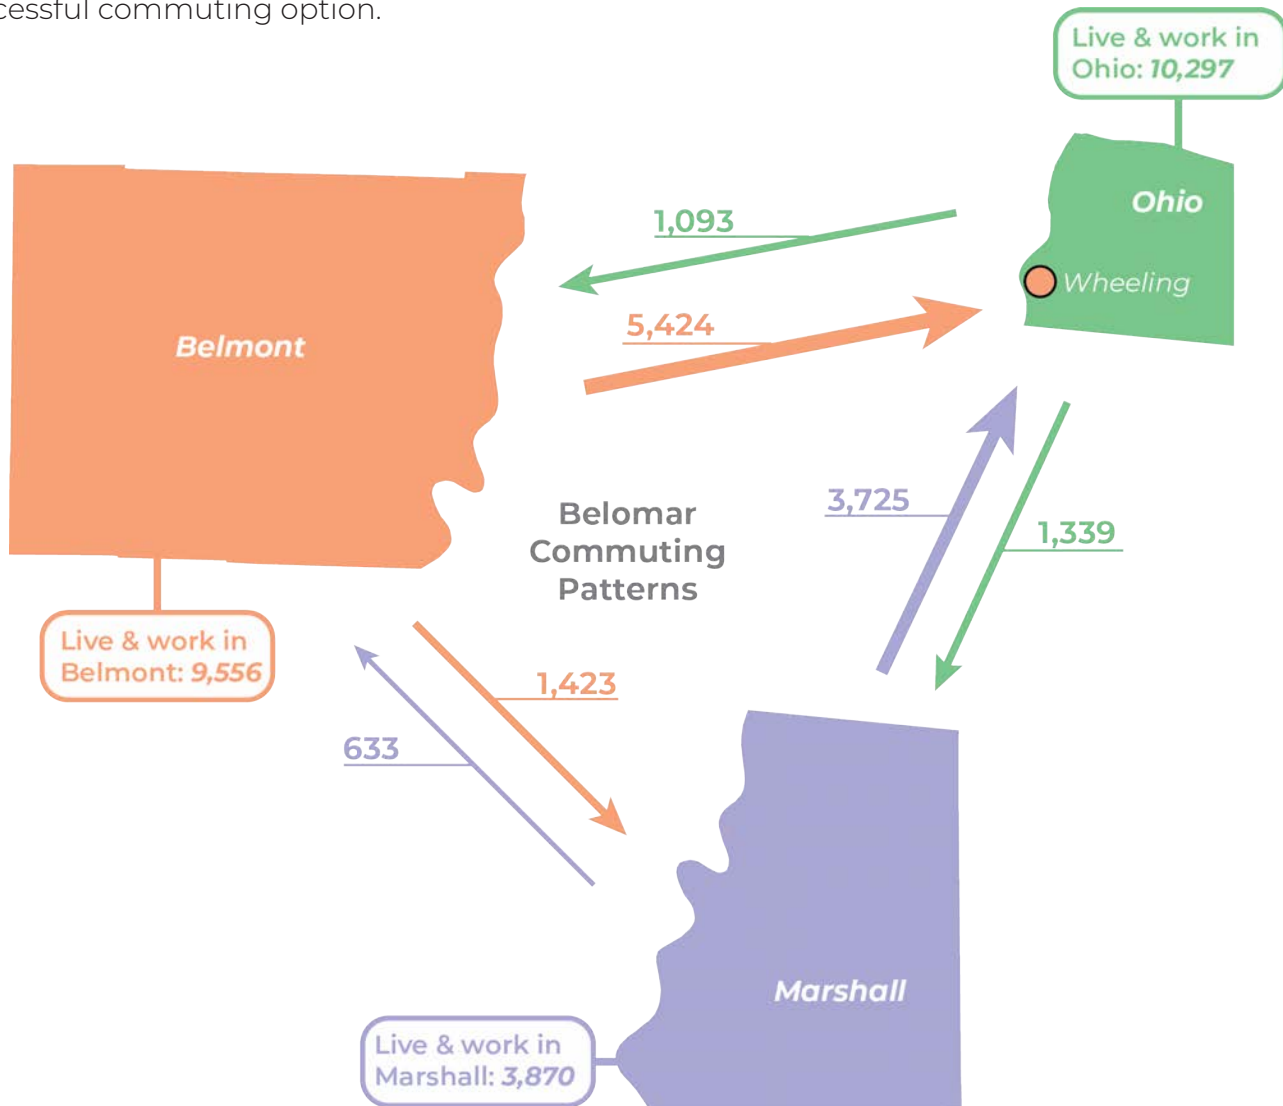 cessful commuting option.
Live & work in
Ohio: 10,297
Ohio
1,093
Wheeling
5,424
Belmont
3,725
Belomar
Commuting
Patterns
1,339
Live & work in
Belmont: 9,556
1,423
633
Marshall
Live & work in
Marshall: 3,870